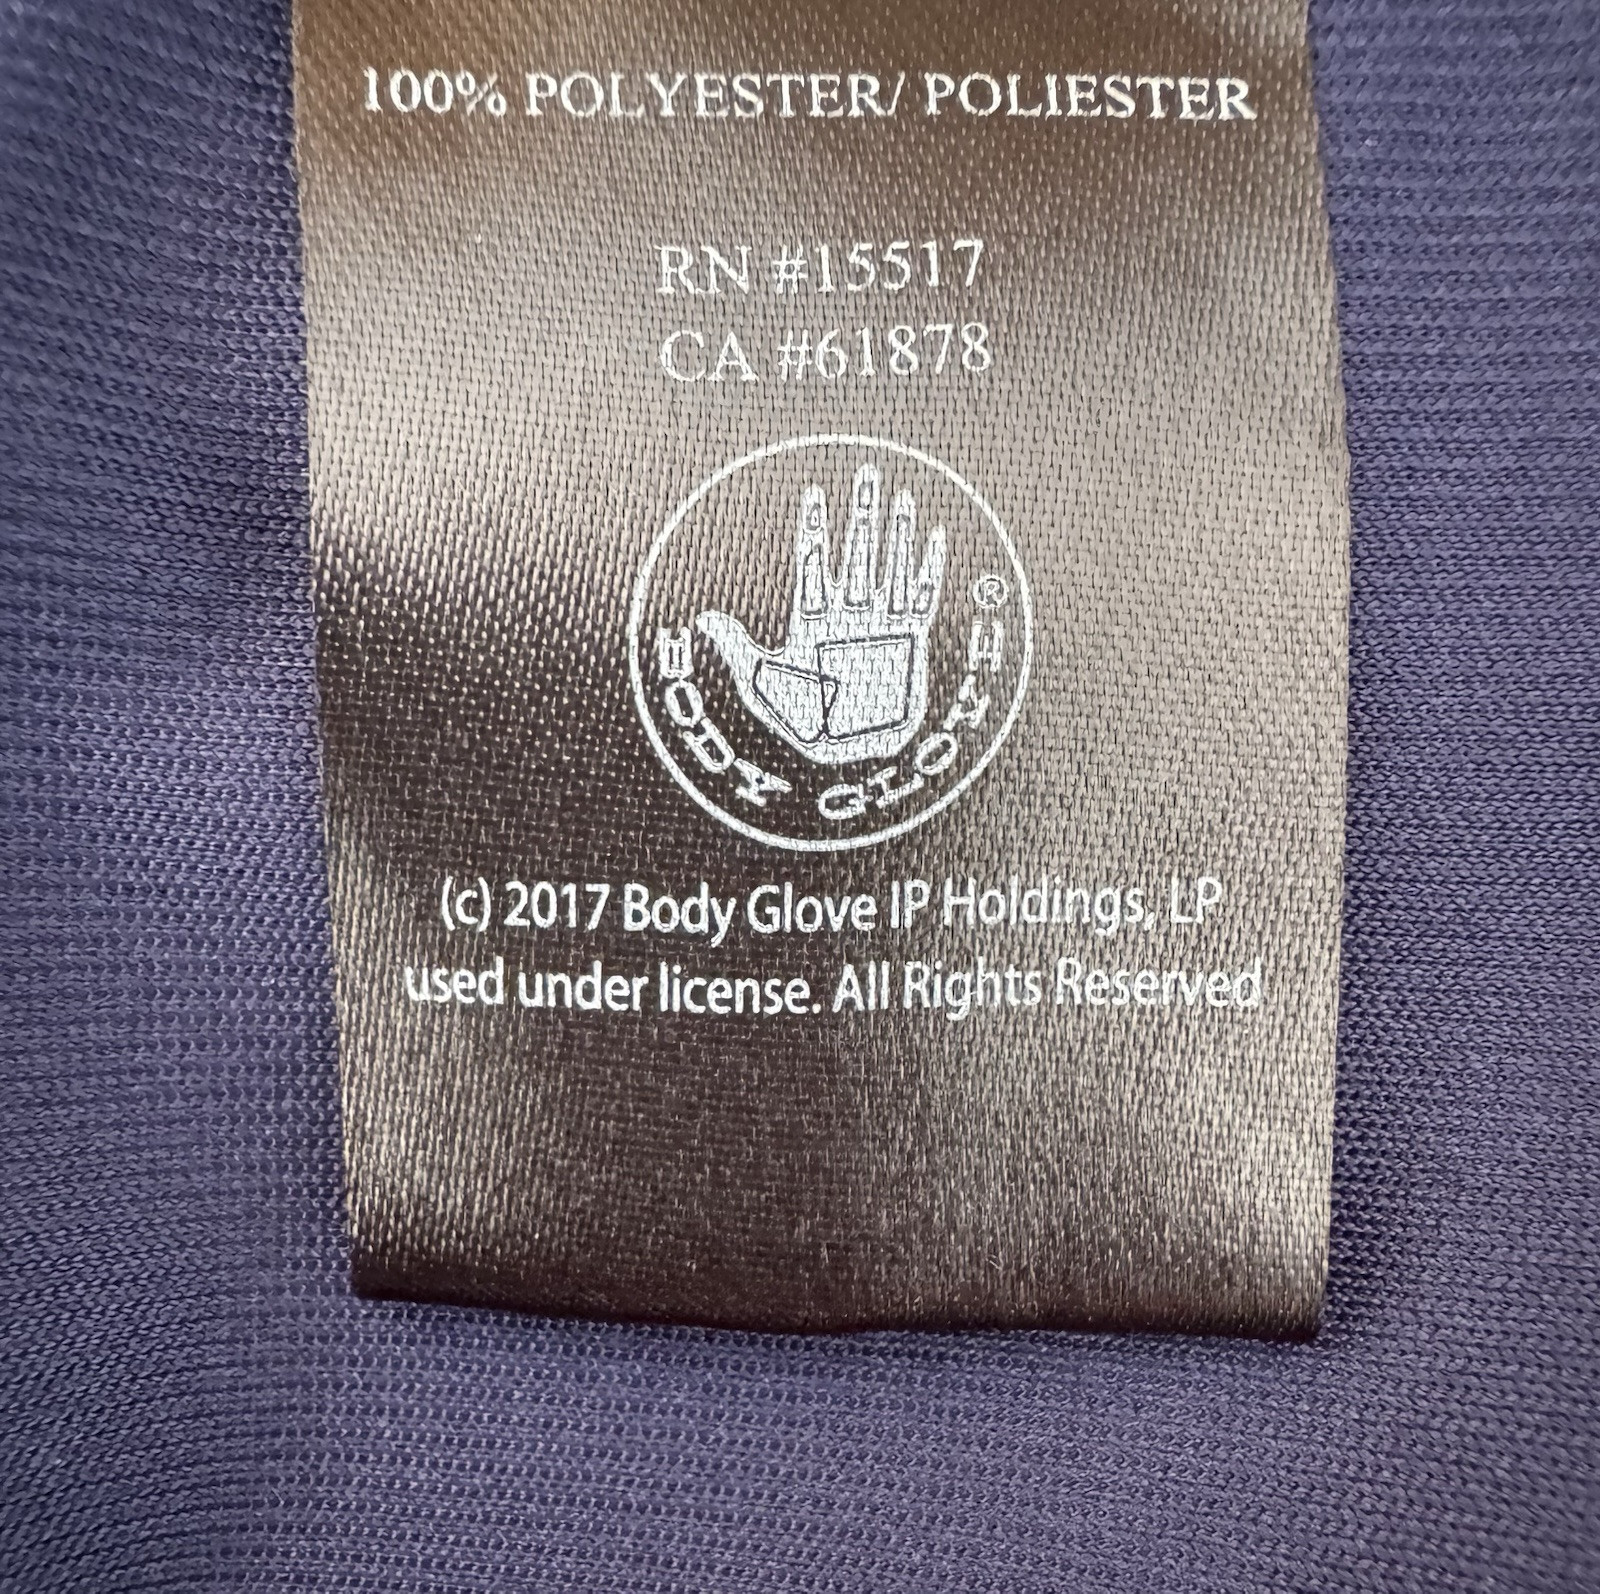 100% POLYESTER/ POLIESTER
RN #15517
CA #61878
BODY GLOVE ®
(c) 2017 Body Glove IP Holdings, LP
used under license. All Rights Reserved